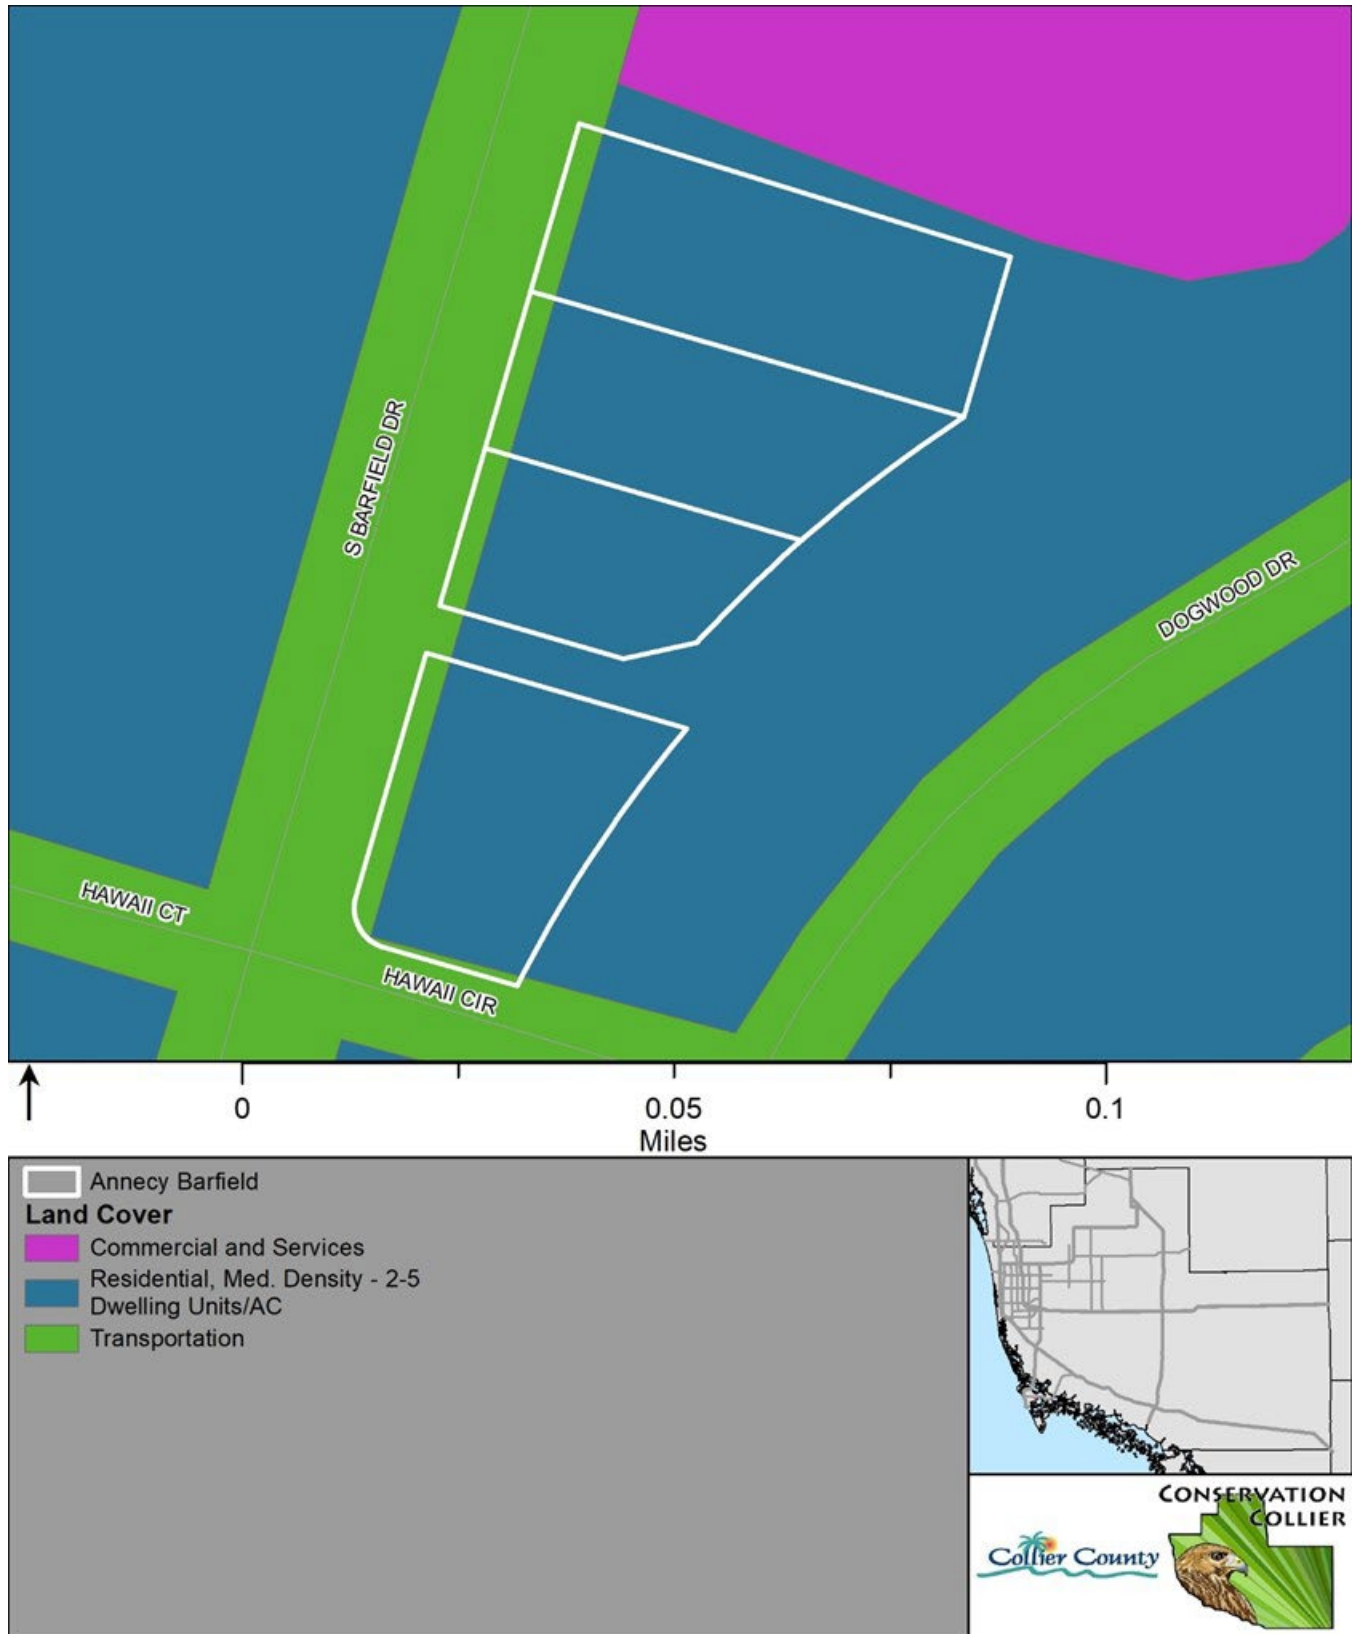 S BARFIELD DR
DOGWOOD DR
HAWAII CT
HAWAII CIR
0
0.05
0.1
Miles
Annecy Barfield
Land Cover
Commercial and Services
Residential, Med. Density - 2-5
Dwelling Units/AC
Transportation
CONSERVATION
COLLIER
Collier County